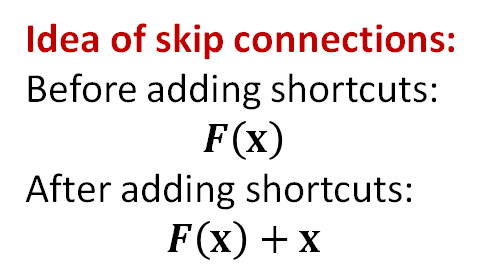 Idea of skip connections:
Before adding shortcuts:
F(x)
After adding shortcuts:
F(x) + x